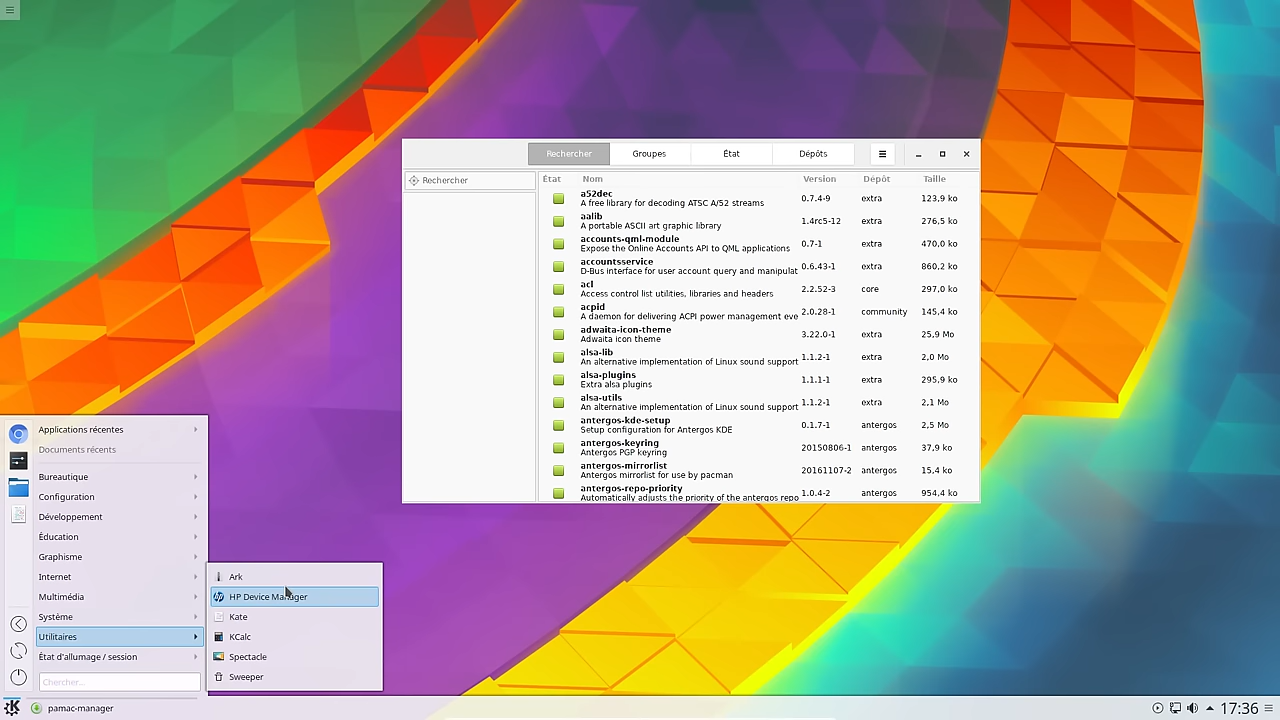 Rechercher Groupes État Dépôts
Rechercher
État Nom Version Dépôt Taille
a52dec
A free library for decoding ATSC A/52 streams 0.7.4-9 extra 123,9 ko
aalib
A portable ASCII art graphic library 1.4rc5-12 extra 276,5 ko
accounts-qml-module
Expose the Online Accounts API to QML applications 0.7-1 extra 470,0 ko
accountsservice
D-Bus interface for user account query and manipulat 0.6.43-1 extra 860,2 ko
acl
Access control list utilities, libraries and headers 2.2.52-3 core 297,0 ko
acpid
A daemon for delivering ACPI power management eve 2.0.28-1 community 145,4 ko
adwaita-icon-theme
Adwaita icon theme 3.22.0-1 extra 25,9 Mo
alsa-lib
An alternative implementation of Linux sound support 1.1.2-1 extra 2,0 Mo
alsa-plugins
Extra alsa plugins 1.1.1-1 extra 295,9 ko
alsa-utils
An alternative implementation of Linux sound support 1.1.2-1 extra 2,1 Mo
antergos-kde-setup
Setup configuration for Antergos KDE 0.1.7-1 antergos 2,5 Mo
antergos-keyring
Antergos PGP keyring 20150806-1 antergos 37,9 ko
antergos-mirrorlist
Antergos mirrorlist for use by pacman 20161107-2 antergos 15,4 ko
antergos-repo-priority
Automatically adjusts the priority of the antergos repo 1.0.4-2 antergos 954,4 ko
Applications récentes
Documents récents
Bureautique
Configuration
Développement
Éducation
Graphisme
Internet
Multimédia
Système
Utilitaires
État d'allumage / session
Chercher...
Ark
HP Device Manager
Kate
KCalc
Spectacle
Sweeper
pamac-manager
17:36